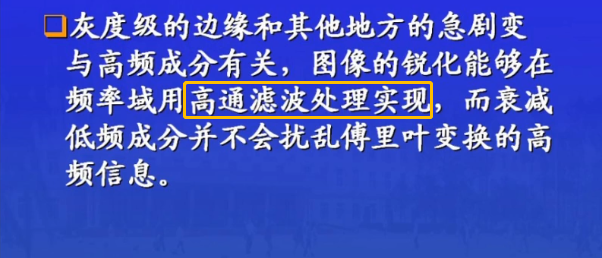 灰度级的边缘和其他地方的急剧变
与高频成分有关，图像的锐化能够在
频率域用高通滤波处理实现，而衰减
低频成分并不会扰乱傅里叶变换的高
频信息。